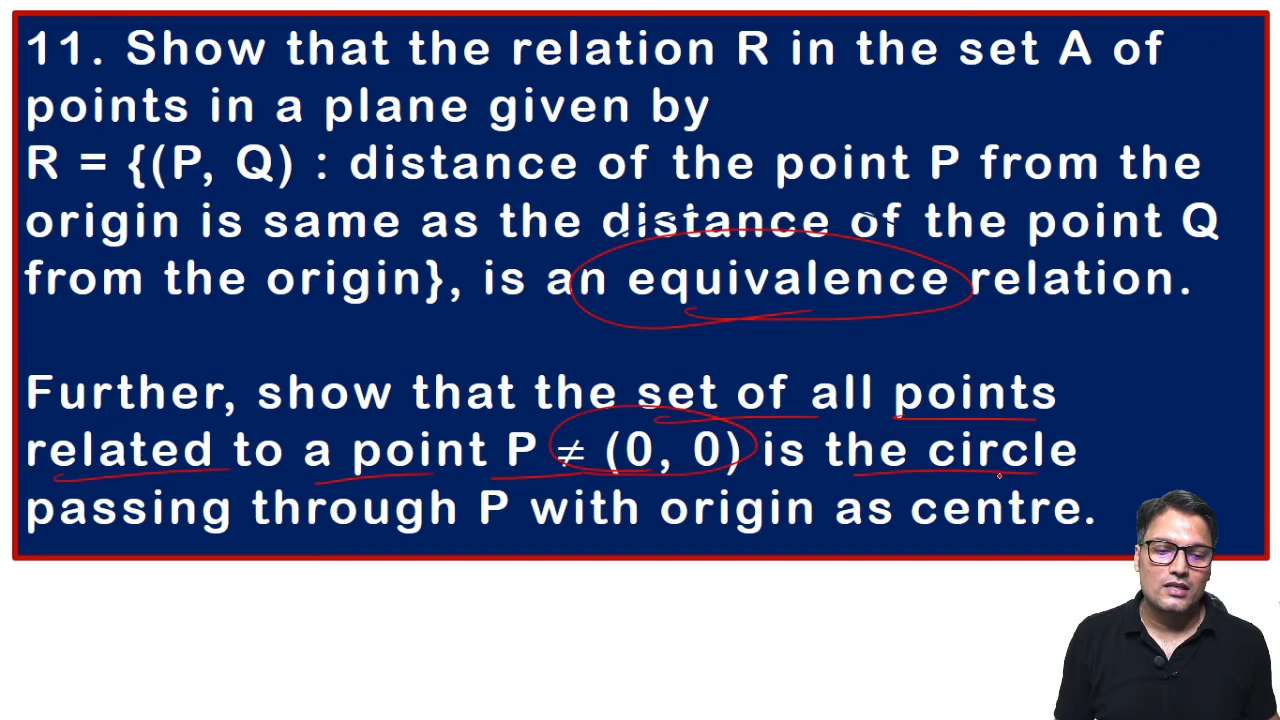 11. Show that the relation R in the set A of
points in a plane given by
R = {(P, Q) : distance of the point P from the
origin is same as the distance of the point Q
from the origin}, is an equivalence relation.
Further, show that the set of all points
related to a point P ≠ (0, 0) is the circle
passing through P with origin as centre.